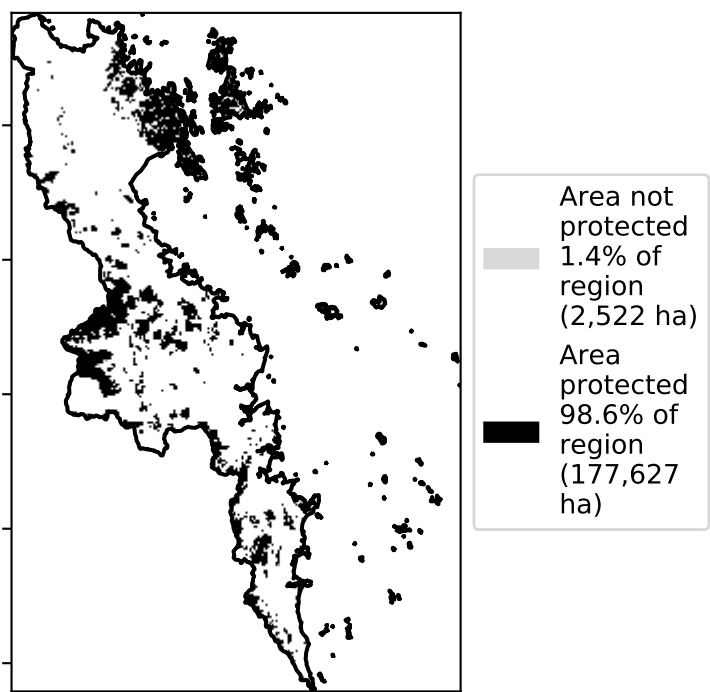 Area not
protected
1.4% of
region
(2,522 ha)
Area
protected
98.6% of
region
(177,627
ha)